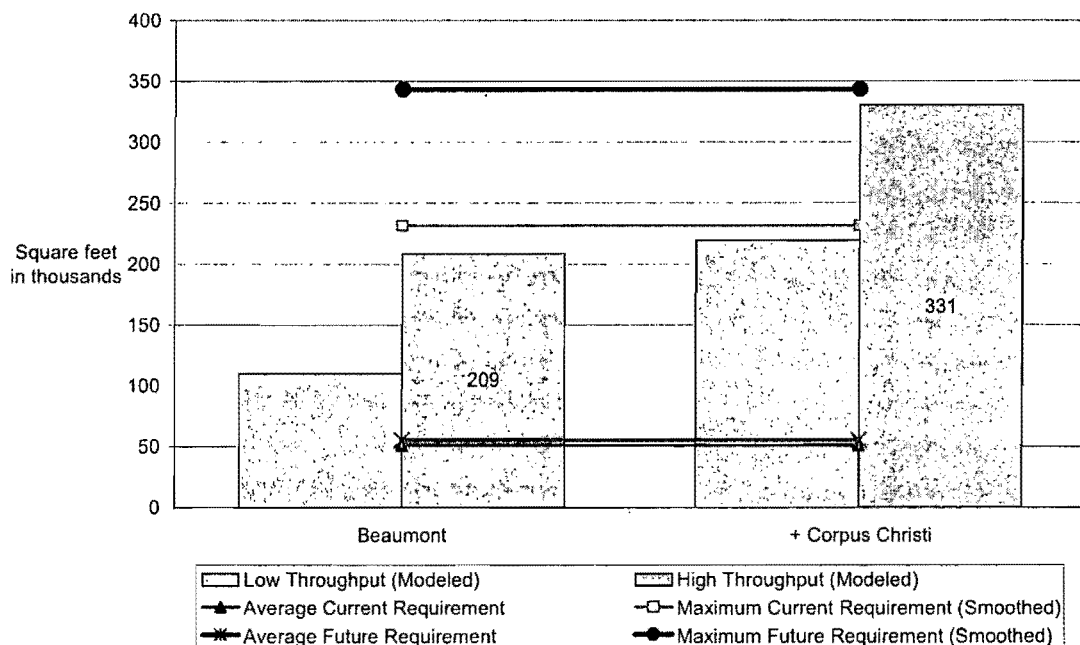 400
350
300
250
Square feet
in thousands
200
150
100
50
0
209
331
Beaumont
+ Corpus Christi
Low Throughput (Modeled)
High Throughput (Modeled)
Average Current Requirement
Maximum Current Requirement (Smoothed)
Average Future Requirement
Maximum Future Requirement (Smoothed)